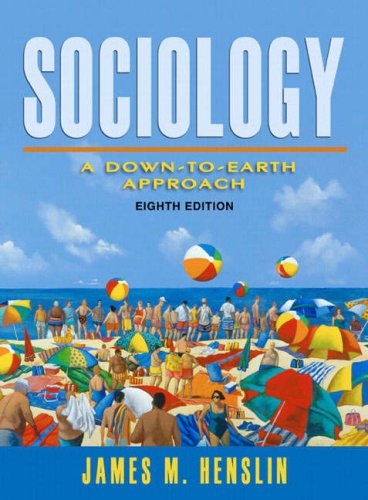 SOCIOLOGY
A DOWN-TO-EARTH
APPROACH
EIGHTH EDITION
JAMES M. HENSLIN